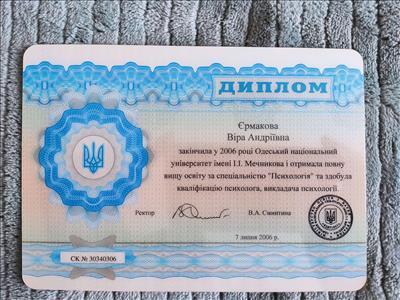 ДИПЛОМ
Єрмакова
Віра Андріївна
закінчила у 2006 році Одеський національний
університет імені І.І. Мечникова і отримала повну
вищу освіту за спеціальністю "Психологія" та здобула
кваліфікацію психолога, викладача психології.
Ректор
В.А. Сминтина
7 липня 2006 р.
СК № 30340306